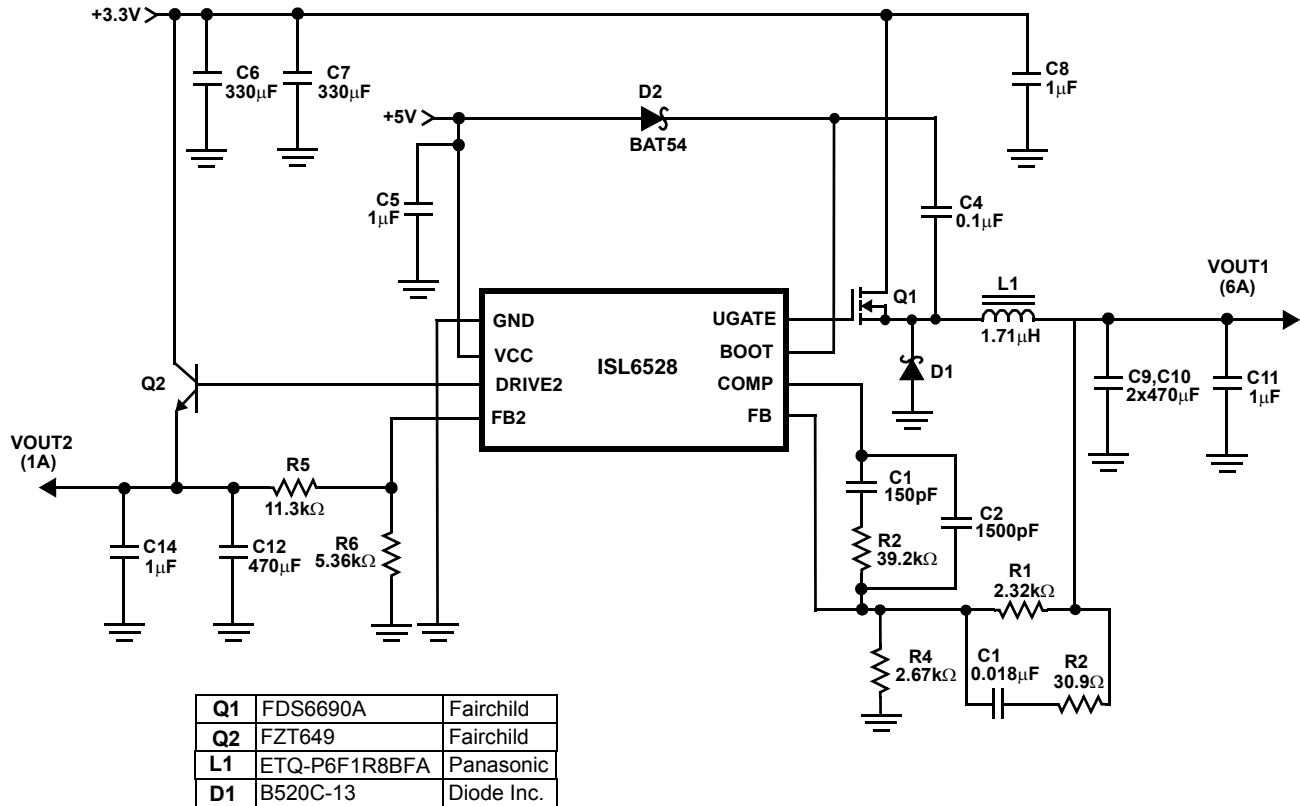 +3.3V
C6
330μF
C7
330μF
C8
1μF
+5V
D2
BAT54
C5
1μF
C4
0.1μF
VOUT1
(6A)
L1
1.71μH
Q1
GND
VCC
DRIVE2
FB2
ISL6528
UGATE
BOOT
COMP
FB
D1
C9,C10
2x470μF
C11
1μF
Q2
VOUT2
(1A)
R5
11.3kΩ
C14
1μF
C12
470μF
R6
5.36kΩ
C1
150pF
C2
1500pF
R2
39.2kΩ
R1
2.32kΩ
R4
2.67kΩ
C1
0.018μF
R2
30.9Ω
Q1 FDS6690A Fairchild
Q2 FZT649 Fairchild
L1 ETQ-P6F1R8BFA Panasonic
D1 B520C-13 Diode Inc.